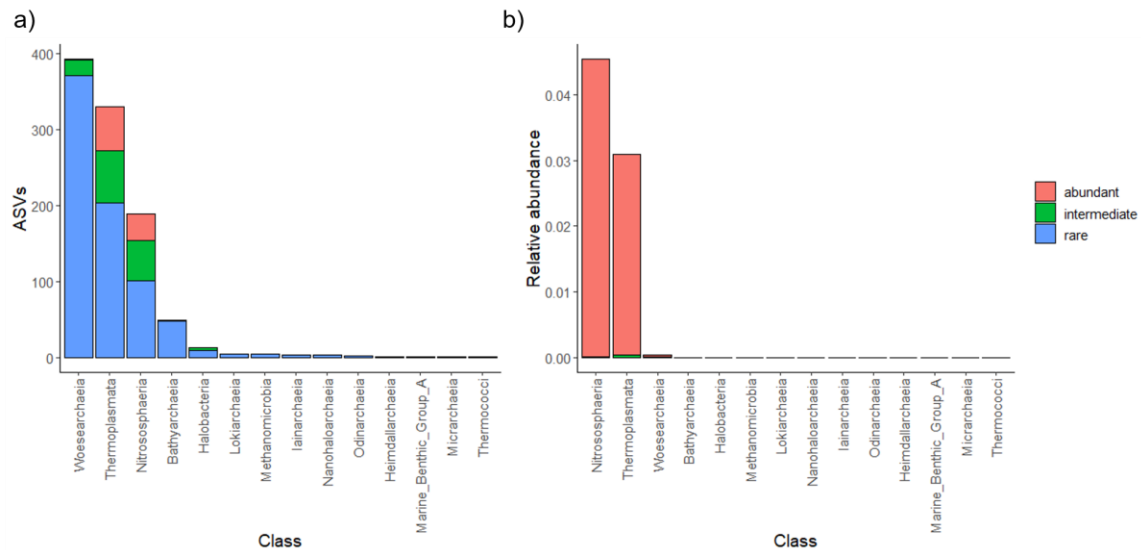 a)
400
300
200
100
0
ASVs
Woesearchaeia
Thermoplasmata
Nitrososphaeria
Bathyarchaeia
Halobacteria
Lokiarchaeia
Methanomicrobia
Iainarchaeia
Nanohaloarchaeia
Odinarchaeia
Heimdallarchaeia
Marine_Benthic_Group_A
Micrarchaeia
Thermococci
Class
b)
0.04
0.03
0.02
0.01
0.00
Relative abundance
Nitrososphaeria
Thermoplasmata
Woesearchaeia
Bathyarchaeia
Halobacteria
Methanomicrobia
Lokiarchaeia
Nanohaloarchaeia
Iainarchaeia
Odinarchaeia
Heimdallarchaeia
Marine_Benthic_Group_A
Micrarchaeia
Thermococci
Class
abundant
intermediate
rare